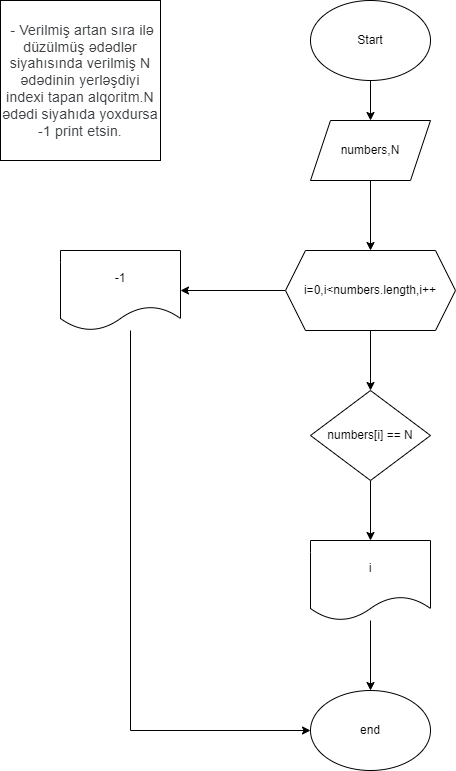 - Verilmiş artan sıra ilə
düzülmüş ədədlər
siyahısında verilmiş N
ədədinin yerləşdiyi
indexi tapan alqoritm.N
ədədi siyahıda yoxdursa
-1 print etsin.
Start
numbers,N
i=0,i<numbers.length,i++
-1
numbers[i] == N
i
end